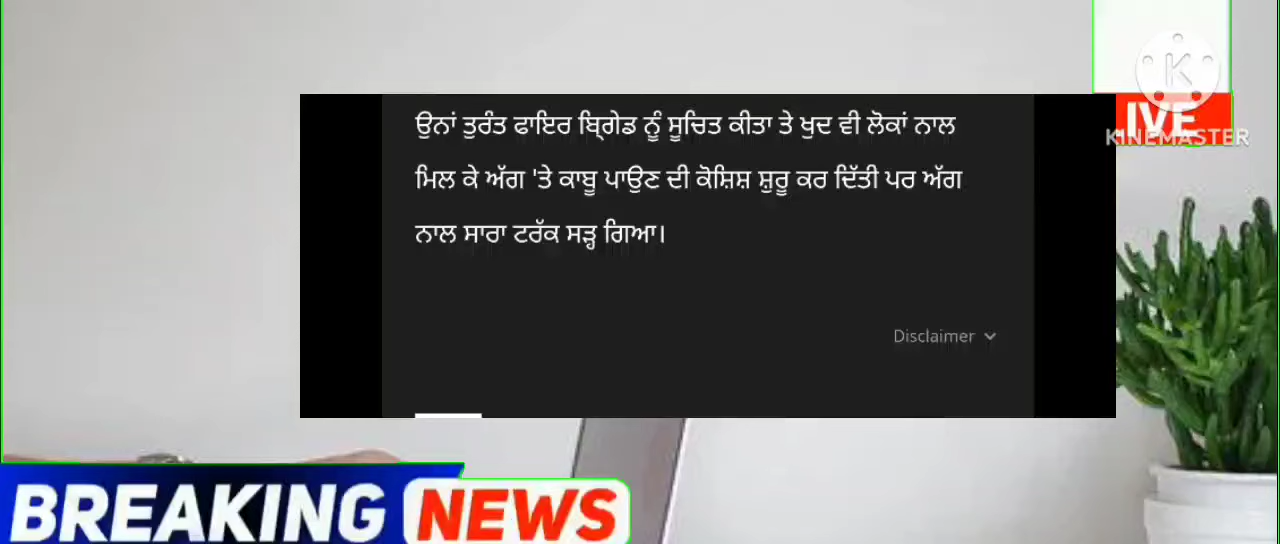 LIVE
KINEMASTER
ਉਨਾਂ ਤੁਰੰਤ ਫਾਇਰ ਬ੍ਰਿਗੇਡ ਨੂੰ ਸੂਚਿਤ ਕੀਤਾ ਤੇ ਖੁਦ ਵੀ ਲੋਕਾਂ ਨਾਲ
ਮਿਲ ਕੇ ਅੱਗ 'ਤੇ ਕਾਬੂ ਪਾਉਣ ਦੀ ਕੋਸ਼ਿਸ਼ ਸ਼ੁਰੂ ਕਰ ਦਿੱਤੀ ਪਰ ਅੱਗ
ਨਾਲ ਸਾਰਾ ਟਰੱਕ ਸੜ੍ਹ ਗਿਆ।
Disclaimer
BREAKING NEWS